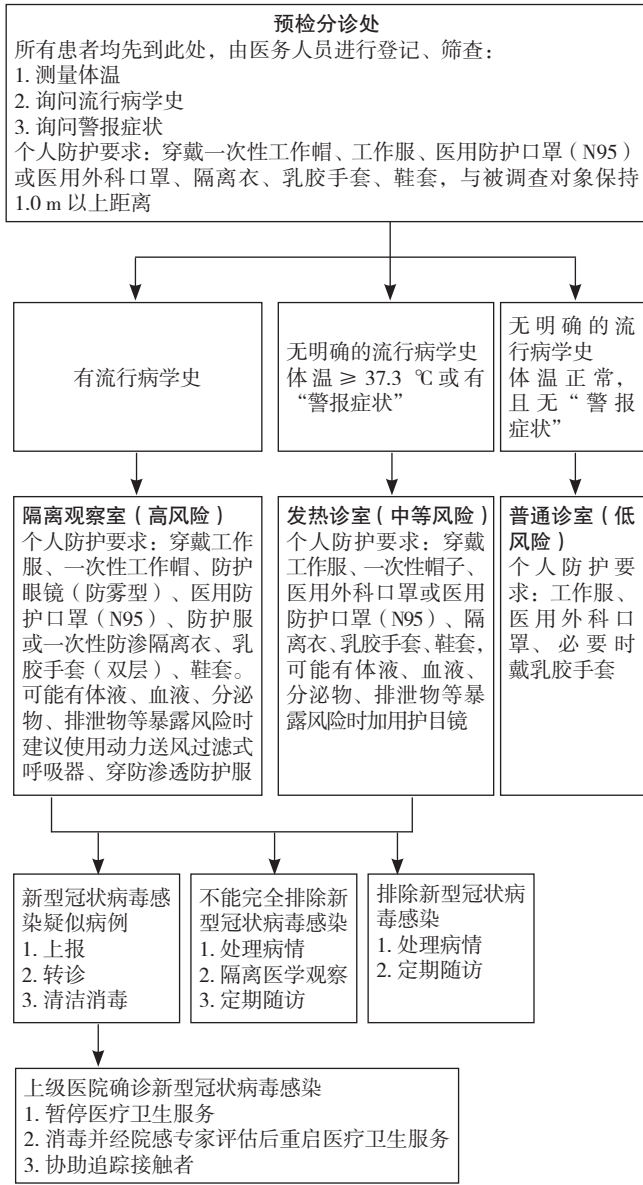 预检分诊处
所有患者均先到此处，由医务人员进行登记、筛查：
1. 测量体温
2. 询问流行病学史
3. 询问警报症状
个人防护要求：穿戴一次性工作帽、工作服、医用防护口罩（N95）
或医用外科口罩、隔离衣、乳胶手套、鞋套，与被调查对象保持
1.0 m 以上距离
有流行病学史
无明确的流行病学史
体温 ≥ 37.3 ℃或有
“警报症状”
无明确的流
行病学史
体温正常，
且无“警报
症状”
隔离观察室（高风险）
个人防护要求：穿戴工作
服、一次性工作帽、防护
眼镜（防雾型）、医用防
护口罩（N95）、防护服
或一次性防渗隔离衣、乳
胶手套（双层）、鞋套。
可能有体液、血液、分泌
物、排泄物等暴露风险时
建议使用动力送风过滤式
呼吸器、穿防渗透防护服
发热诊室（中等风险）
个人防护要求：穿戴
工作服、一次性帽子、
医用外科口罩或医用
防护口罩（N95）、隔
离衣、乳胶手套、鞋套，
可能有体液、血液、
分泌物、排泄物等暴
露风险时加用护目镜
普通诊室（低
风险）
个人防护要
求：工作服、
医用外科口
罩、必要时
戴乳胶手套
新型冠状病毒感
染疑似病例
1. 上报
2. 转诊
3. 清洁消毒
不能完全排除新
型冠状病毒感染
1. 处理病情
2. 隔离医学观察
3. 定期随访
排除新型冠状病
毒感染
1. 处理病情
2. 定期随访
上级医院确诊新型冠状病毒感染
1. 暂停医疗卫生服务
2. 消毒并经院感专家评估后重启医疗卫生服务
3. 协助追踪接触者